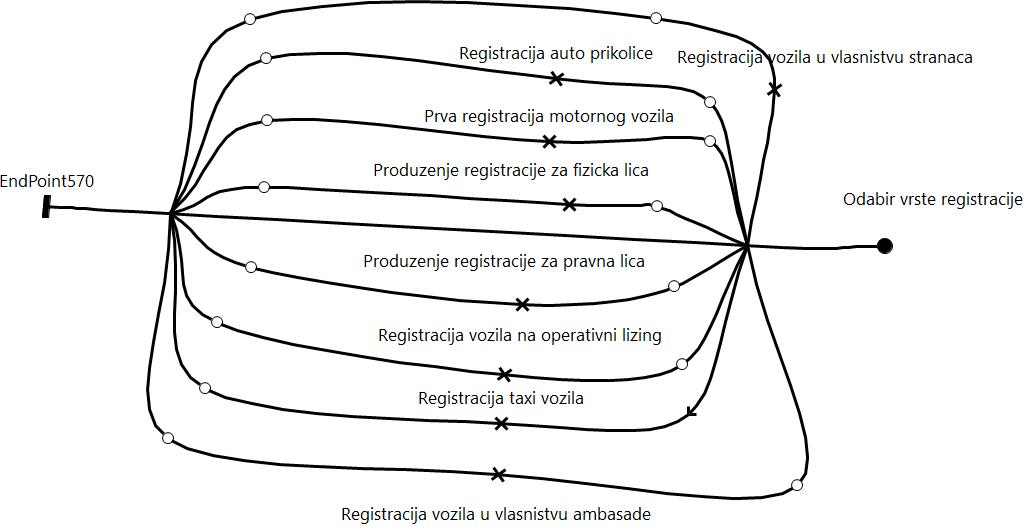 Registracija auto prikolice
Registracija vozila u vlasnistvu stranaca
Prva registracija motornog vozila
Produzenje registracije za fizicka lica
EndPoint570
Odabir vrste registracije
Produzenje registracije za pravna lica
Registracija vozila na operativni lizing
Registracija taxi vozila
Registracija vozila u vlasnistvu ambasade